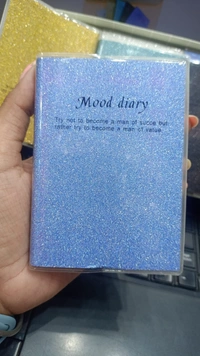 Mood diary
Try not to become a man of succe but
rather try to become a man of value.